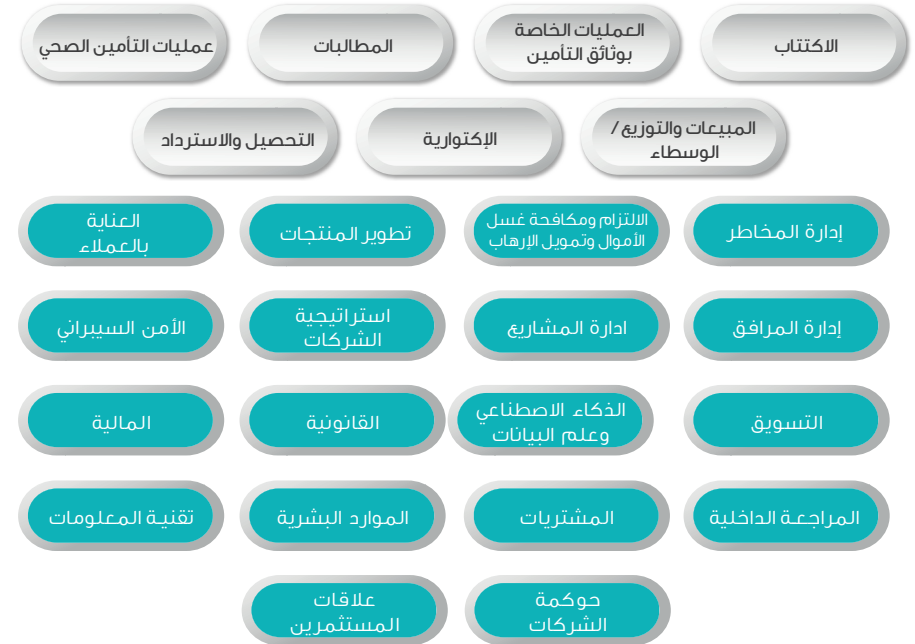 الاكتتاب
العمليات الخاصة
بوثائق التأمين
المطالبات
عمليات التأمين الصحي
المبيعات والتوزيع/
الوسطاء
الإكتوارية
التحصيل والاسترداد
إدارة المخاطر
الالتزام ومكافحة غسل
الأموال وتمويل الإرهاب
تطوير المنتجات
العناية
بالعملاء
إدارة المرافق
ادارة المشاريع
استراتيجية
الشركات
الأمن السيبراني
التسويق
الذكاء الاصطناعي
وعلم البيانات
القانونية
المالية
المراجعة الداخلية
المشتريات
الموارد البشرية
تقنية المعلومات
حوكمة
الشركات
علاقات
المستثمرين